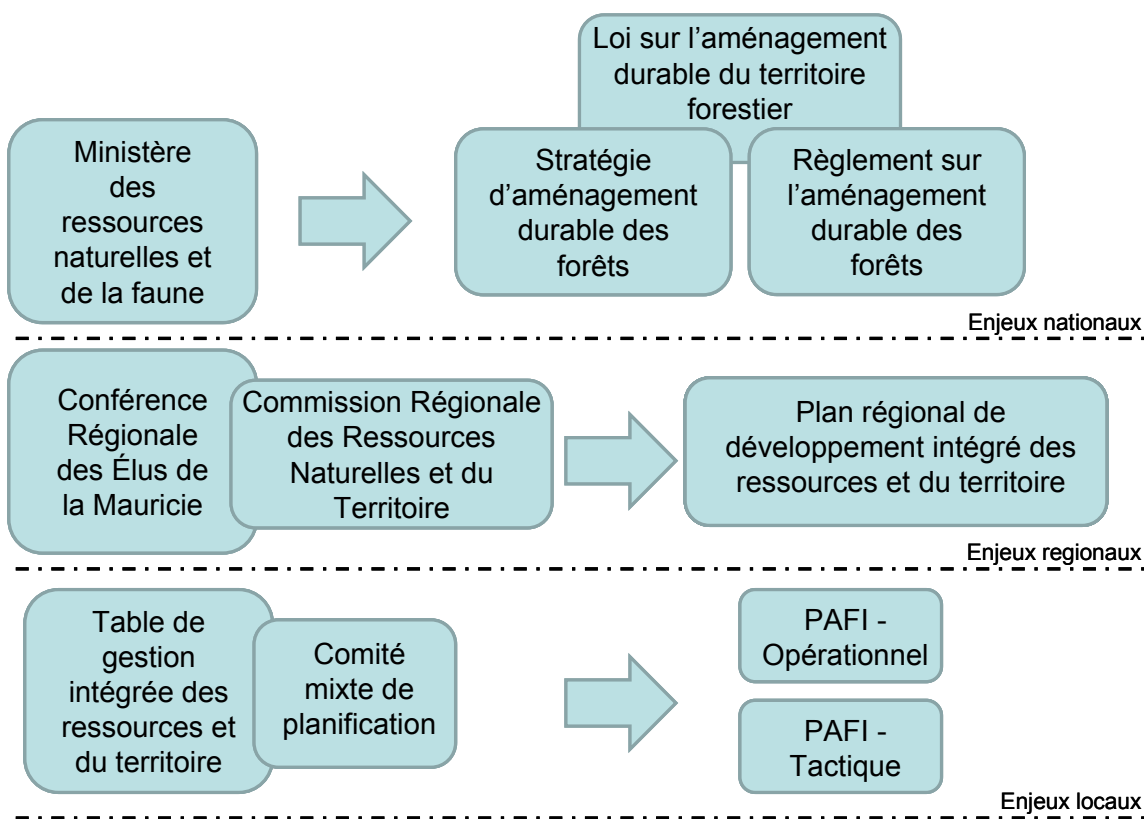 Ministère
des
ressources
naturelles et
de la faune
Loi sur l'aménagement
durable du territoire
forestier
Stratégie
d'aménagement
durable des
forêts
Règlement sur
l'aménagement
durable des
forêts
Enjeux nationaux
Conférence
Régionale
des Élus de
la Mauricie
Commission Régionale
des Ressources
Naturelles et du
Territoire
Plan régional de
développement intégré des
ressources et du territoire
Enjeux regionaux
Table de
gestion
intégrée des
ressources et
du territoire
Comité
mixte de
planification
PAFI -
Opérationnel
PAFI -
Tactique
Enjeux locaux